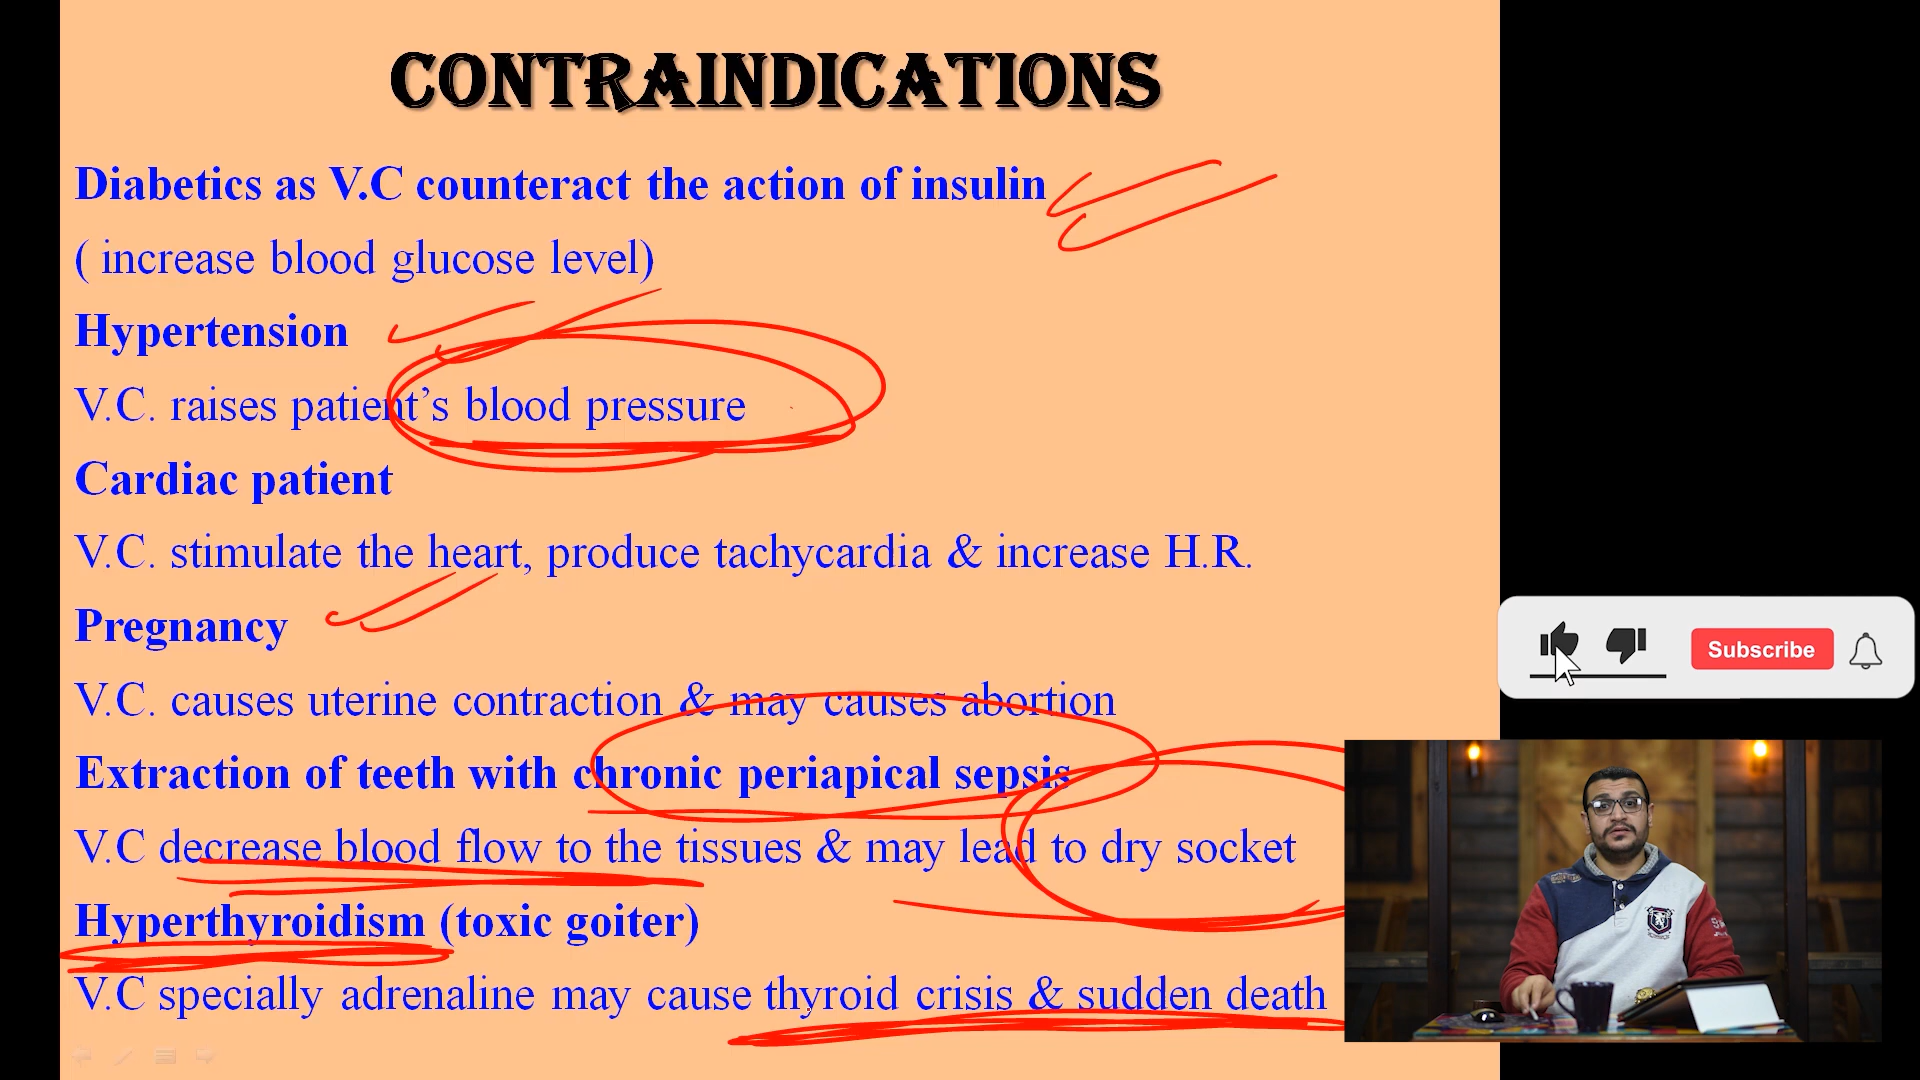 CONTRAINDICATIONS
Diabetics as V.C counteract the action of insulin
( increase blood glucose level)
Hypertension
V.C. raises patient’s blood pressure
Cardiac patient
V.C. stimulate the heart, produce tachycardia & increase H.R.
Pregnancy
V.C. causes uterine contraction & may causes abortion
Extraction of teeth with chronic periapical sepsis
V.C decrease blood flow to the tissues & may lead to dry socket
Hyperthyroidism (toxic goiter)
V.C specially adrenaline may cause thyroid crisis & sudden death
Subscribe